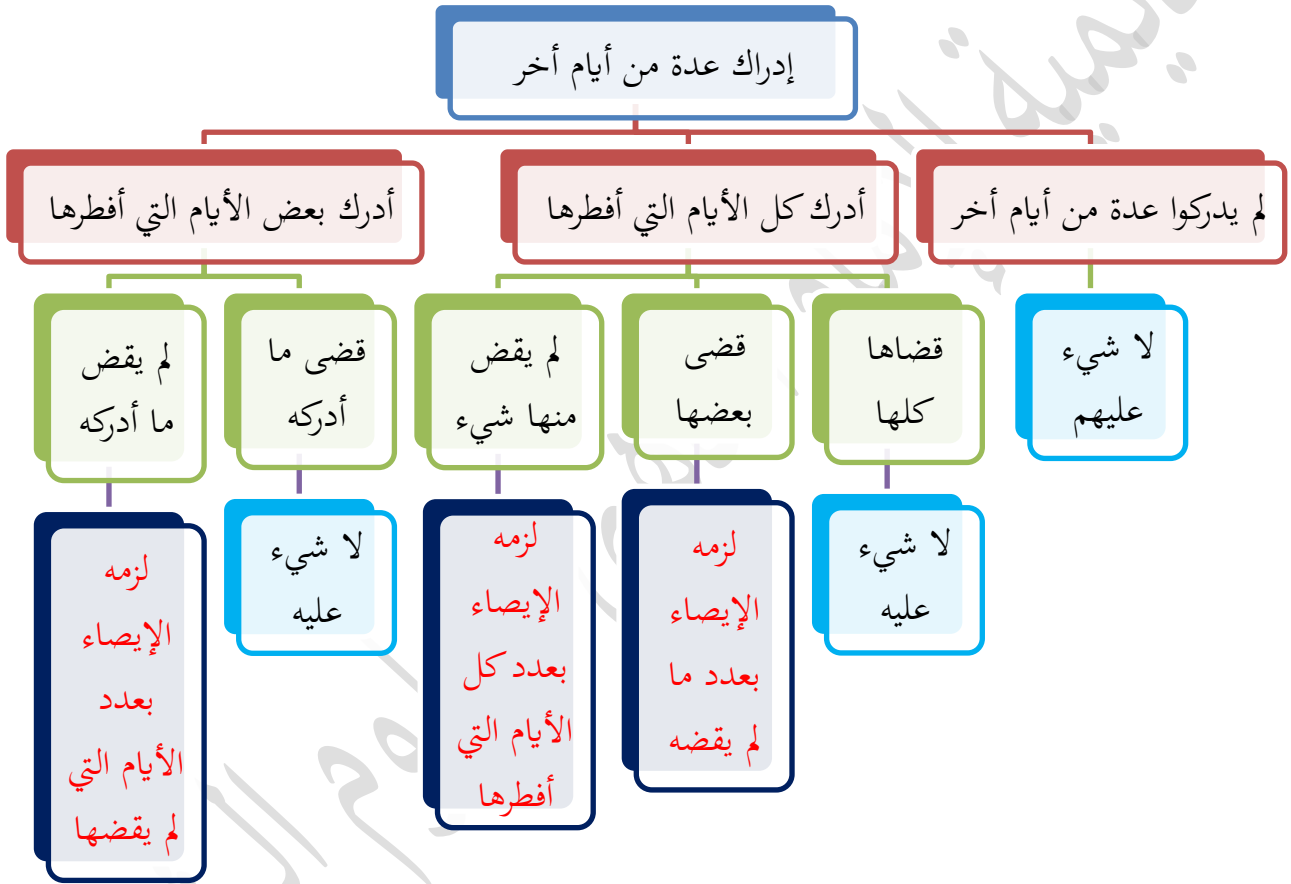 إدراك عدة من أيام أخر
لم يدركوا عدة من أيام أخر
أدرك كل الأيام التي أفطرها
أدرك بعض الأيام التي أفطرها
لا شيء
عليهم
قضاها
كلها
قضى
بعضها
لم يقض
منها شيء
قضى ما
أدركه
لم يقض
ما أدركه
لا شيء
عليه
لزمه
الإيصاء
بعدد ما
لم يقضه
لزمه
الإيصاء
بعدد كل
الأيام التي
أفطرها
لا شيء
عليه
لزمه
الإيصاء
بعدد
الأيام التي
لم يقضها